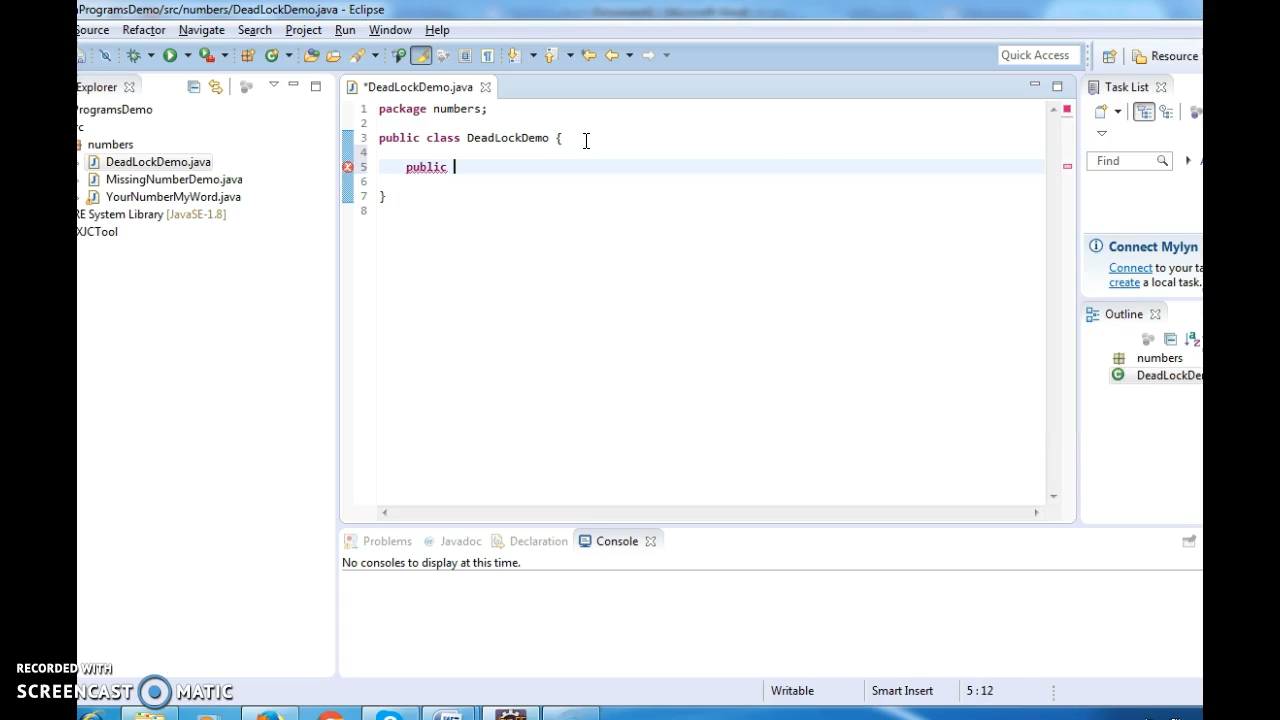 ProgramsDemo/src/numbers/DeadLockDemo.java - Eclipse
ource Refactor Navigate Search Project Run Window Help
Quick Access
Resource
Explorer
*DeadLockDemo.java
Task List
rogramsDemo
rc
numbers
DeadLockDemo.java
MissingNumberDemo.java
YourNumberMyWord.java
RE System Library [JavaSE-1.8]
XJCTool
1 package numbers;
2
3 public class DeadLockDemo {
4
5 public
6
7 }
8
Find
Connect Mylyn
Connect to your ta
create a local task.
Outline
numbers
DeadLockDe
Problems @ Javadoc Declaration Console
No consoles to display at this time.
Writable Smart Insert 5 : 12
RECORDED WITH
SCREENCAST MATIC